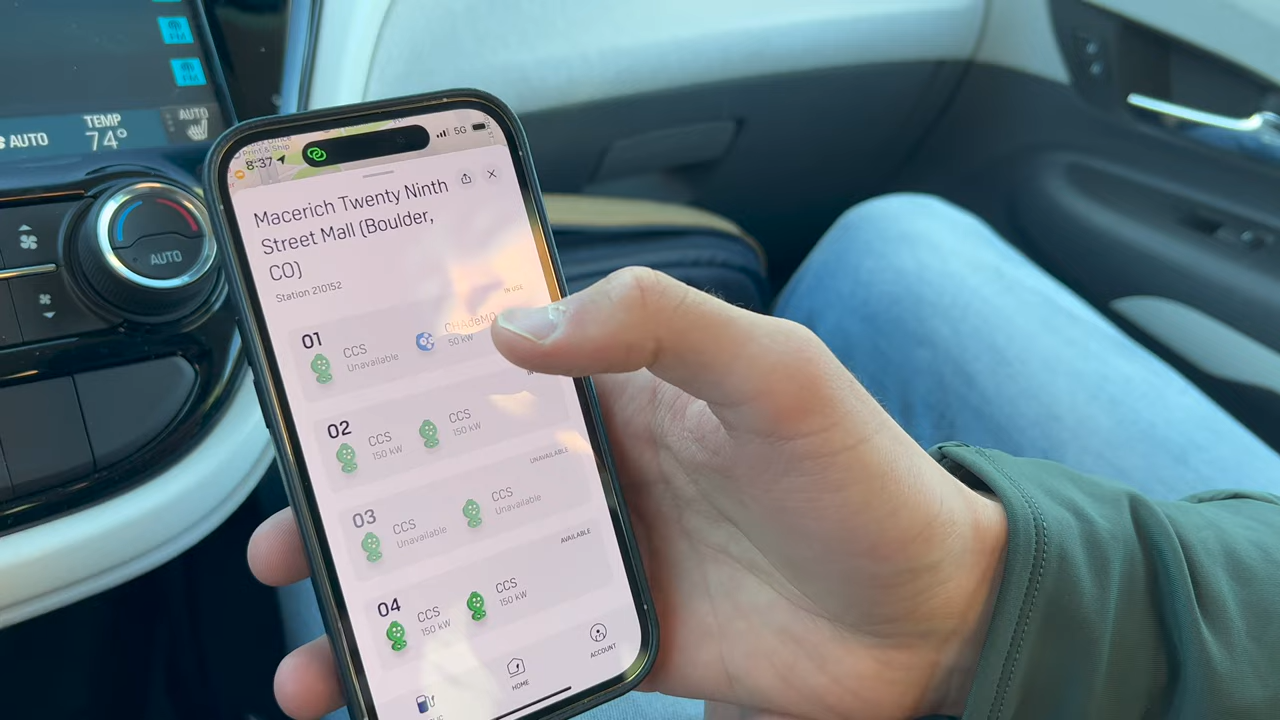 AUTO
TEMP
74°
AUTO
AUTO
Print & Ship
8:37
5G
Macerich Twenty Ninth
Street Mall (Boulder,
CO)
Station 210152
IN USE
01
CCS
Unavailable
CHAdeMO
50 kW
02
CCS
150 kW
CCS
150 kW
UNAVAILABLE
03
CCS
Unavailable
CCS
Unavailable
AVAILABLE
04
CCS
150 kW
CCS
150 kW
HOME
ACCOUNT